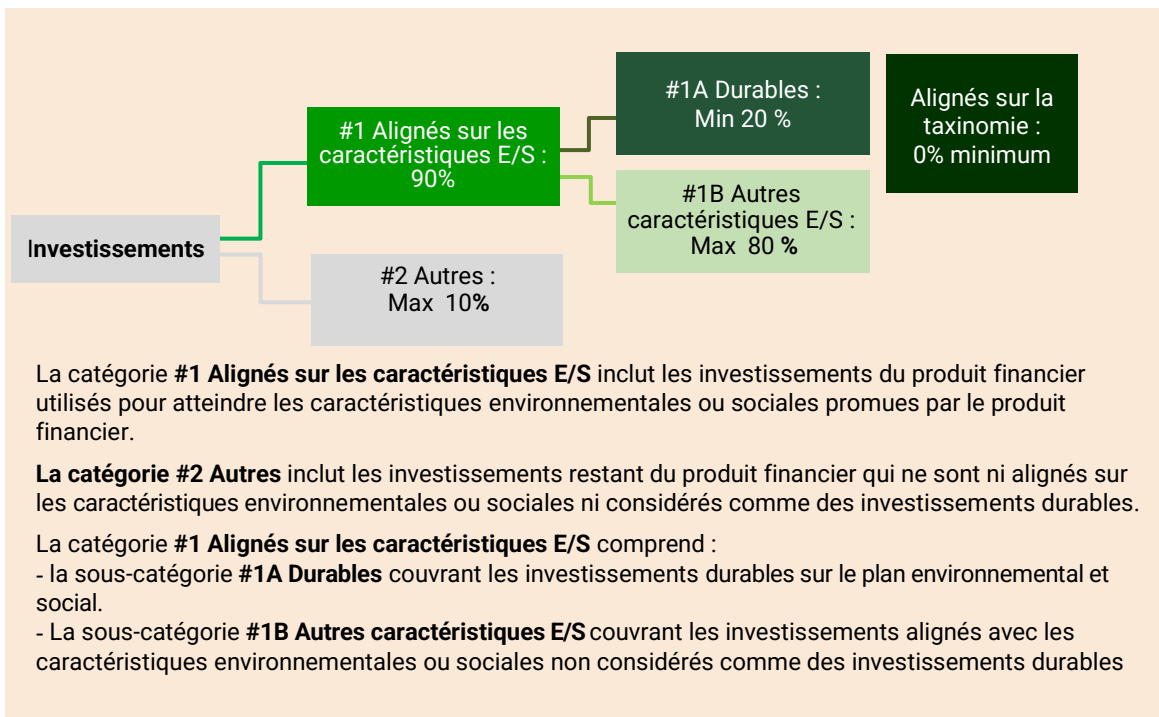 #1A Durables :
Min 20 %
Alignés sur la
taxinomie :
0% minimum
#1 Alignés sur les
caractéristiques E/S :
90%
#1B Autres
caractéristiques E/S :
Max 80 %
Investissements
#2 Autres :
Max 10%
La catégorie #1 Alignés sur les caractéristiques E/S inclut les investissements du produit financier
utilisés pour atteindre les caractéristiques environnementales ou sociales promues par le produit
financier.
La catégorie #2 Autres inclut les investissements restant du produit financier qui ne sont ni alignés sur
les caractéristiques environnementales ou sociales ni considérés comme des investissements durables.
La catégorie #1 Alignés sur les caractéristiques E/S comprend :
- la sous-catégorie #1A Durables couvrant les investissements durables sur le plan environnemental et
social.
- La sous-catégorie #1B Autres caractéristiques E/S couvrant les investissements alignés avec les
caractéristiques environnementales ou sociales non considérés comme des investissements durables